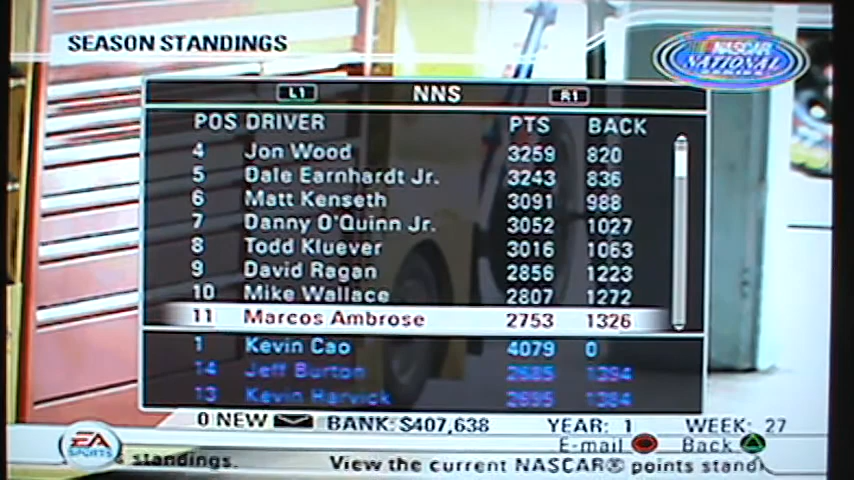 SEASON STANDINGS
NASCAR
NATIONAL
SERIES
L1 NNS R1
POS DRIVER PTS BACK
4 Jon Wood 3259 820
5 Dale Earnhardt Jr. 3243 836
6 Matt Kenseth 3091 988
7 Danny O'Quinn Jr. 3052 1027
8 Todd Kluever 3016 1063
9 David Ragan 2856 1223
10 Mike Wallace 2807 1272
11 Marcos Ambrose 2753 1326
1 Kevin Cao 4079 0
14 Jeff Burton 2685 1394
13 Kevin Harvick 2695 1384
0 NEW BANK: $407,638 YEAR: 1 WEEK: 27
E-mail Back
EA
SPORTS
standings. View the current NASCAR® points stand